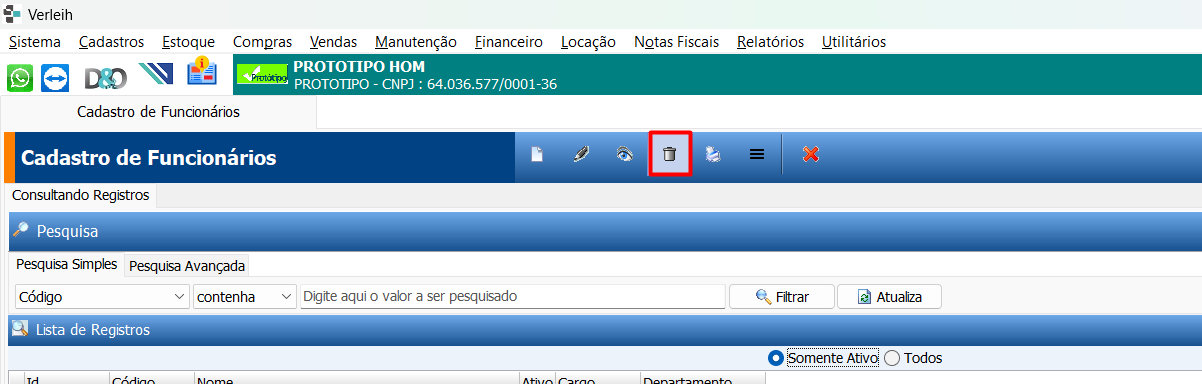 Verleih
Sistema Cadastros Estoque Compras Vendas Manutenção Financeiro Locação Notas Fiscais Relatórios Utilitários
D&O Protótipo PROTOTIPO HOM
PROTOTIPO - CNPJ : 64.036.577/0001-36
Cadastro de Funcionários
Cadastro de Funcionários
Consultando Registros
Pesquisa
Pesquisa Simples Pesquisa Avançada
Código contenha Digite aqui o valor a ser pesquisado Filtrar Atualiza
Lista de Registros
Somente Ativo Todos
Id Código Nome Ativo Cargo Departamento